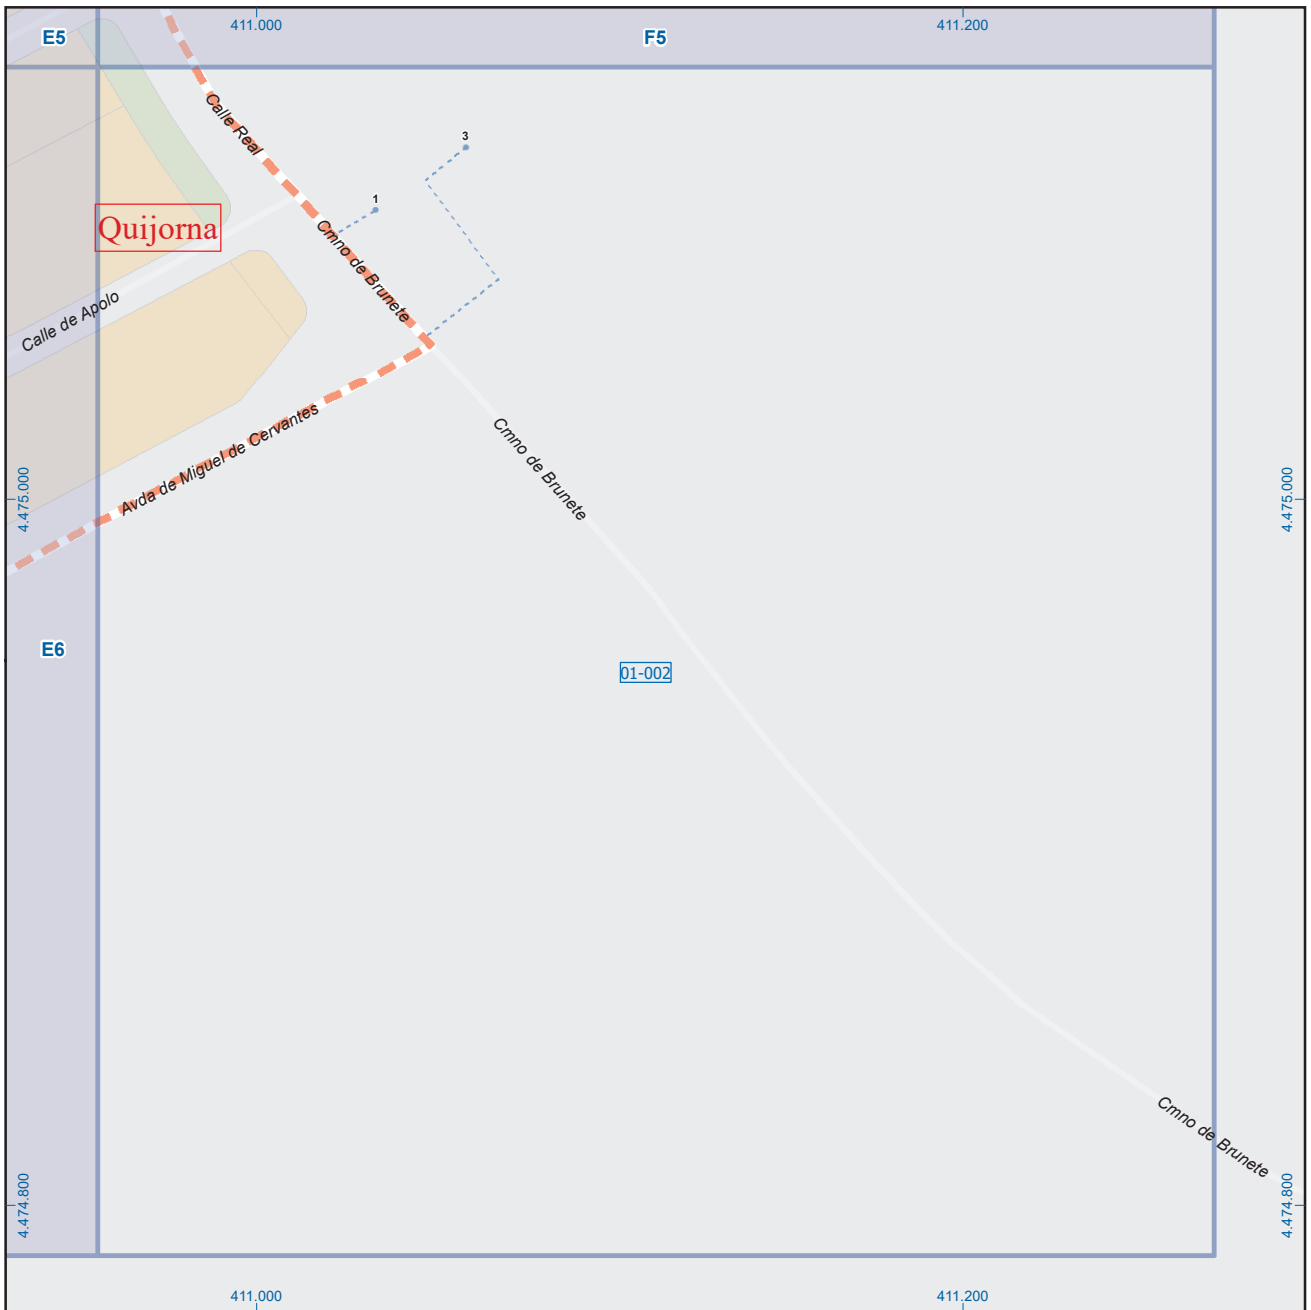 411.000
411.200
E5
F5
Calle Real
3
1
Quijorna
Cmno de Brunete
Calle de Apolo
Avda de Miguel de Cervantes
Cmno de Brunete
4.475.000
4.475.000
E6
01-002
Cmno de Brunete
4.474.800
4.474.800
411.000
411.200